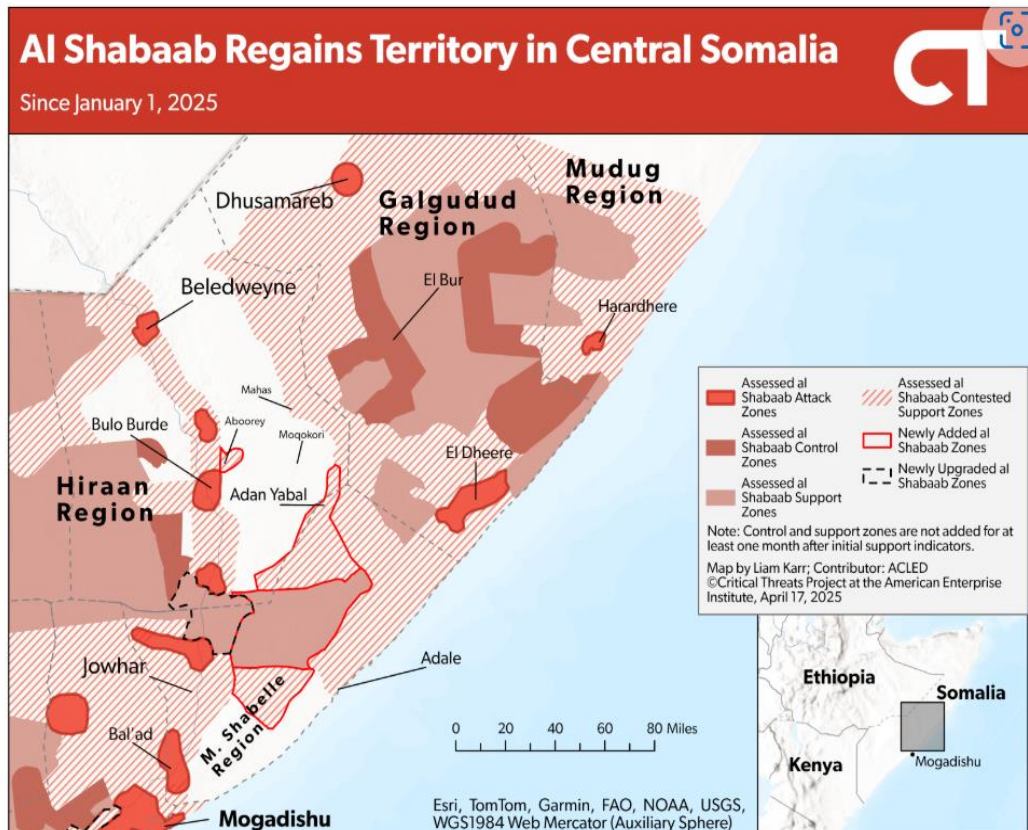 Al Shabaab Regains Territory in Central Somalia
Since January 1, 2025
CT
Mudug
Region
Dhusamareb
Galgudud
Region
Beledweyne
El Bur
Harardhere
Mahas
Bulo Burde
Aboorey
Moqokori
El Dheere
Adan Yabal
Hiraan
Region
Jowhar
Adale
M. Shabelle
Region
Bal'ad
Mogadishu
Assessed al
Shabaab Attack
Zones
Assessed al
Shabaab Control
Zones
Assessed al
Shabaab Support
Zones
Assessed al
Shabaab Contested
Support Zones
Newly Added al
Shabaab Zones
Newly Upgraded al
Shabaab Zones
Note: Control and support zones are not added for at
least one month after initial support indicators.
Map by Liam Karr; Contributor: ACLED
©Critical Threats Project at the American Enterprise
Institute, April 17, 2025
0 20 40 60 80 Miles
Esri, TomTom, Garmin, FAO, NOAA, USGS,
WGS1984 Web Mercator (Auxiliary Sphere)
Ethiopia
Somalia
Kenya
Mogadishu